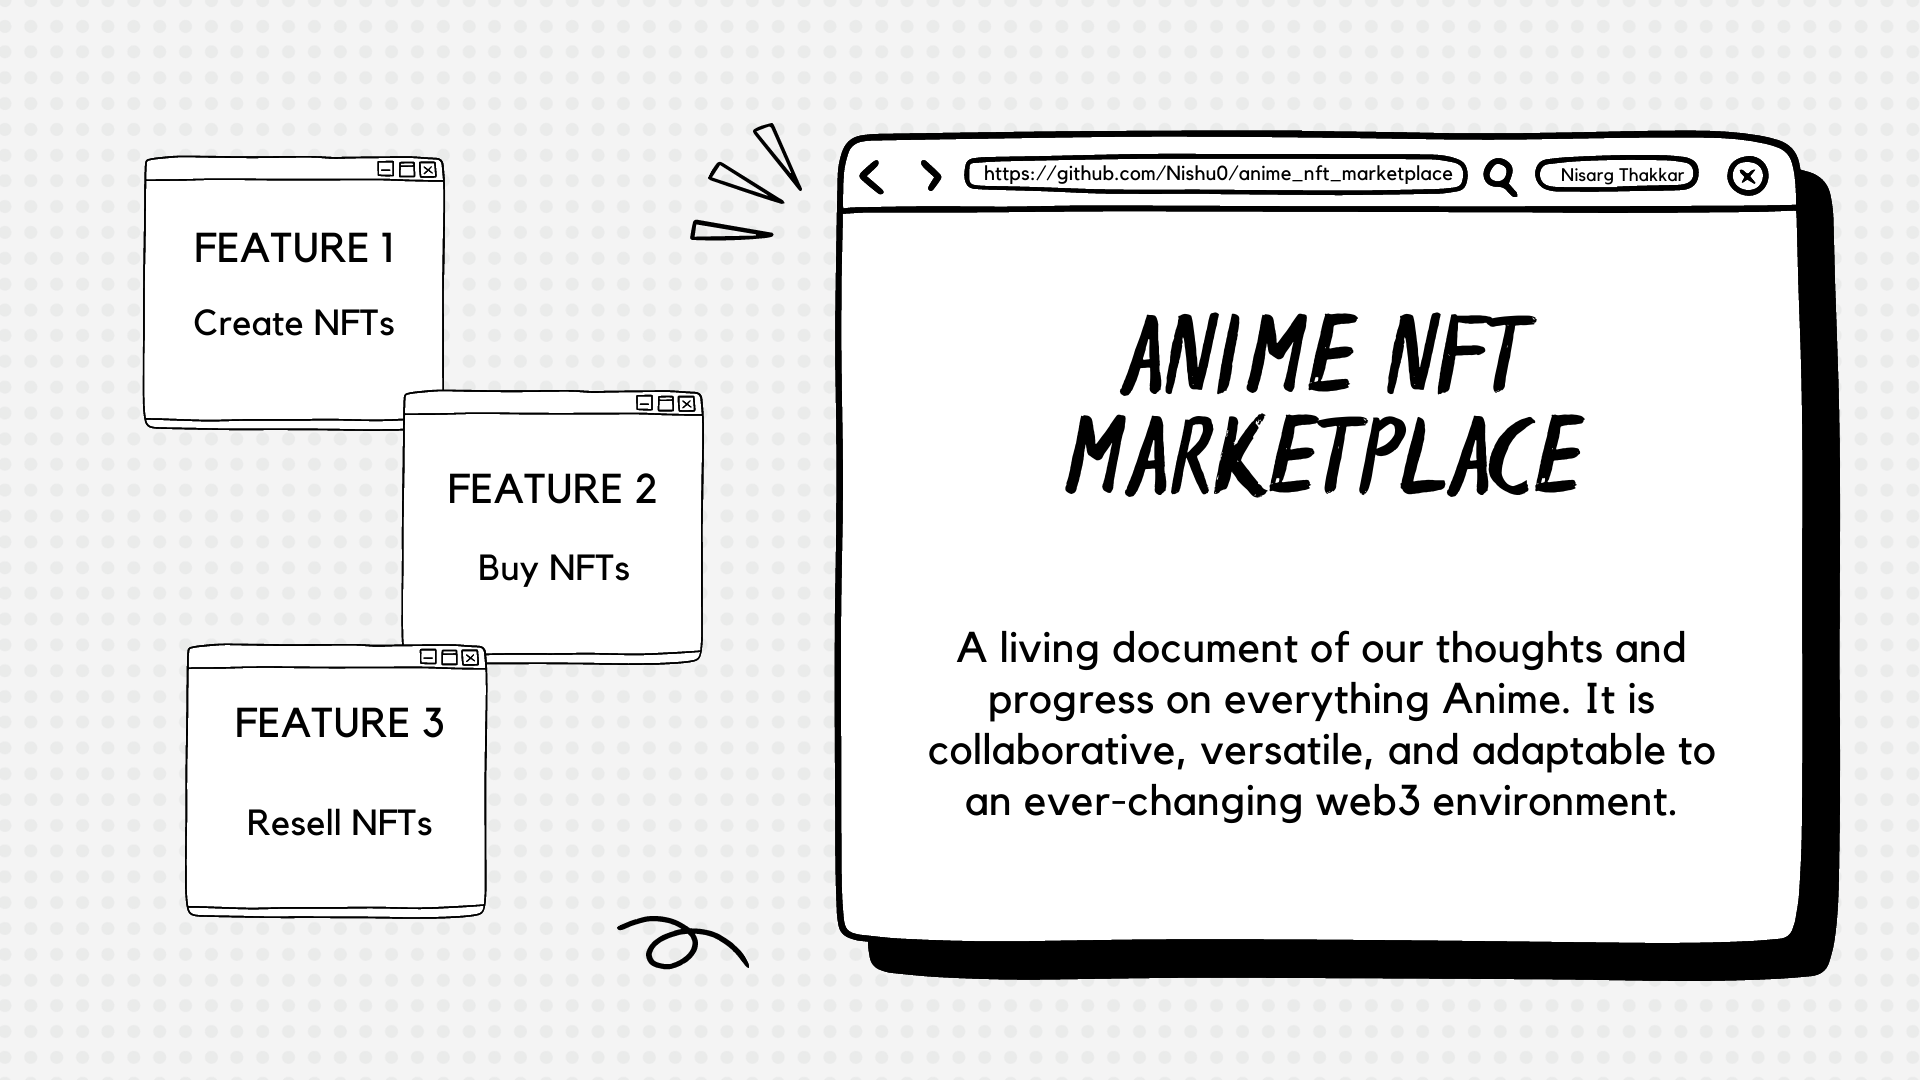 FEATURE 1
Create NFTs
FEATURE 2
Buy NFTs
FEATURE 3
Resell NFTs
https://github.com/Nishu0/anime_nft_marketplace
Nisarg Thakkar
ANIME NFT
MARKETPLACE
A living document of our thoughts and
progress on everything Anime. It is
collaborative, versatile, and adaptable to
an ever-changing web3 environment.